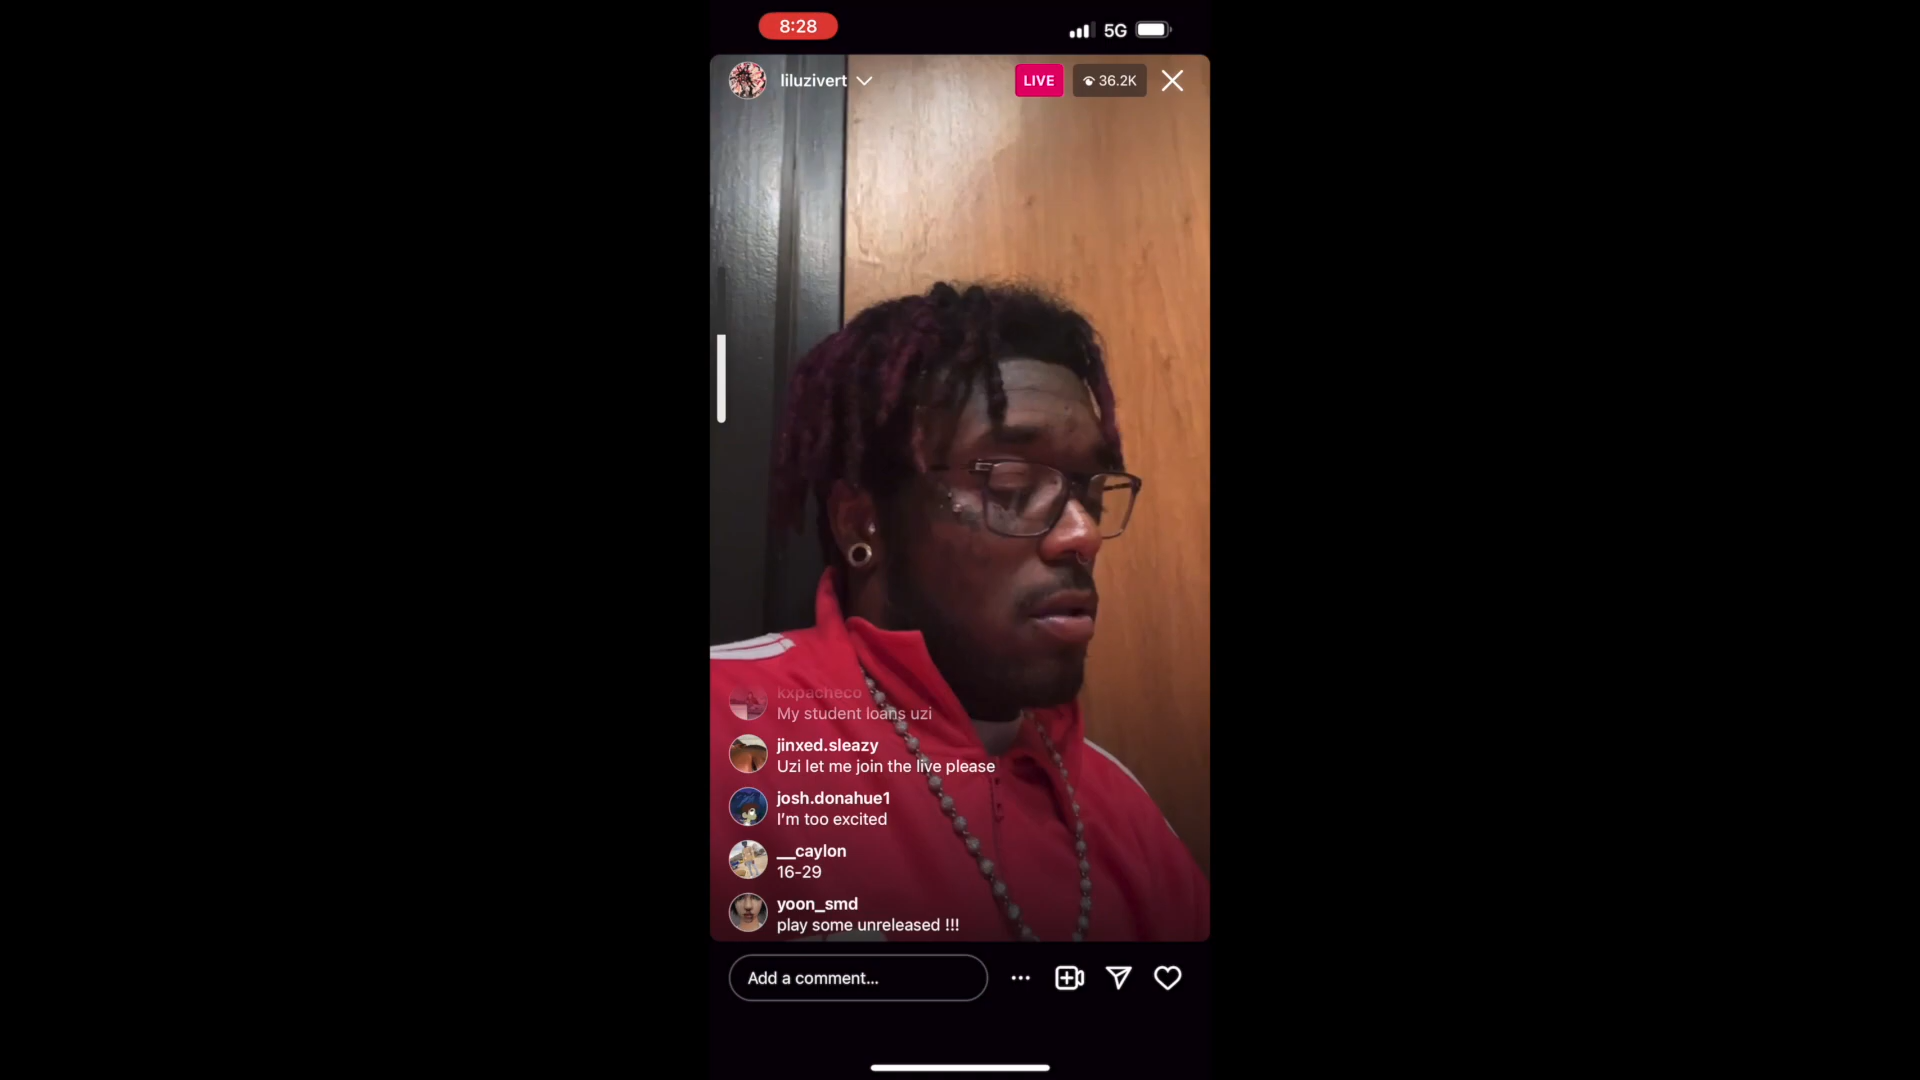 8:28
5G
liluzivert
LIVE
36.2K
kxpacheco
My student loans uzi
jinxed.sleazy
Uzi let me join the live please
josh.donahue1
I'm too excited
__caylon
16-29
yoon_smd
play some unreleased !!!
Add a comment...